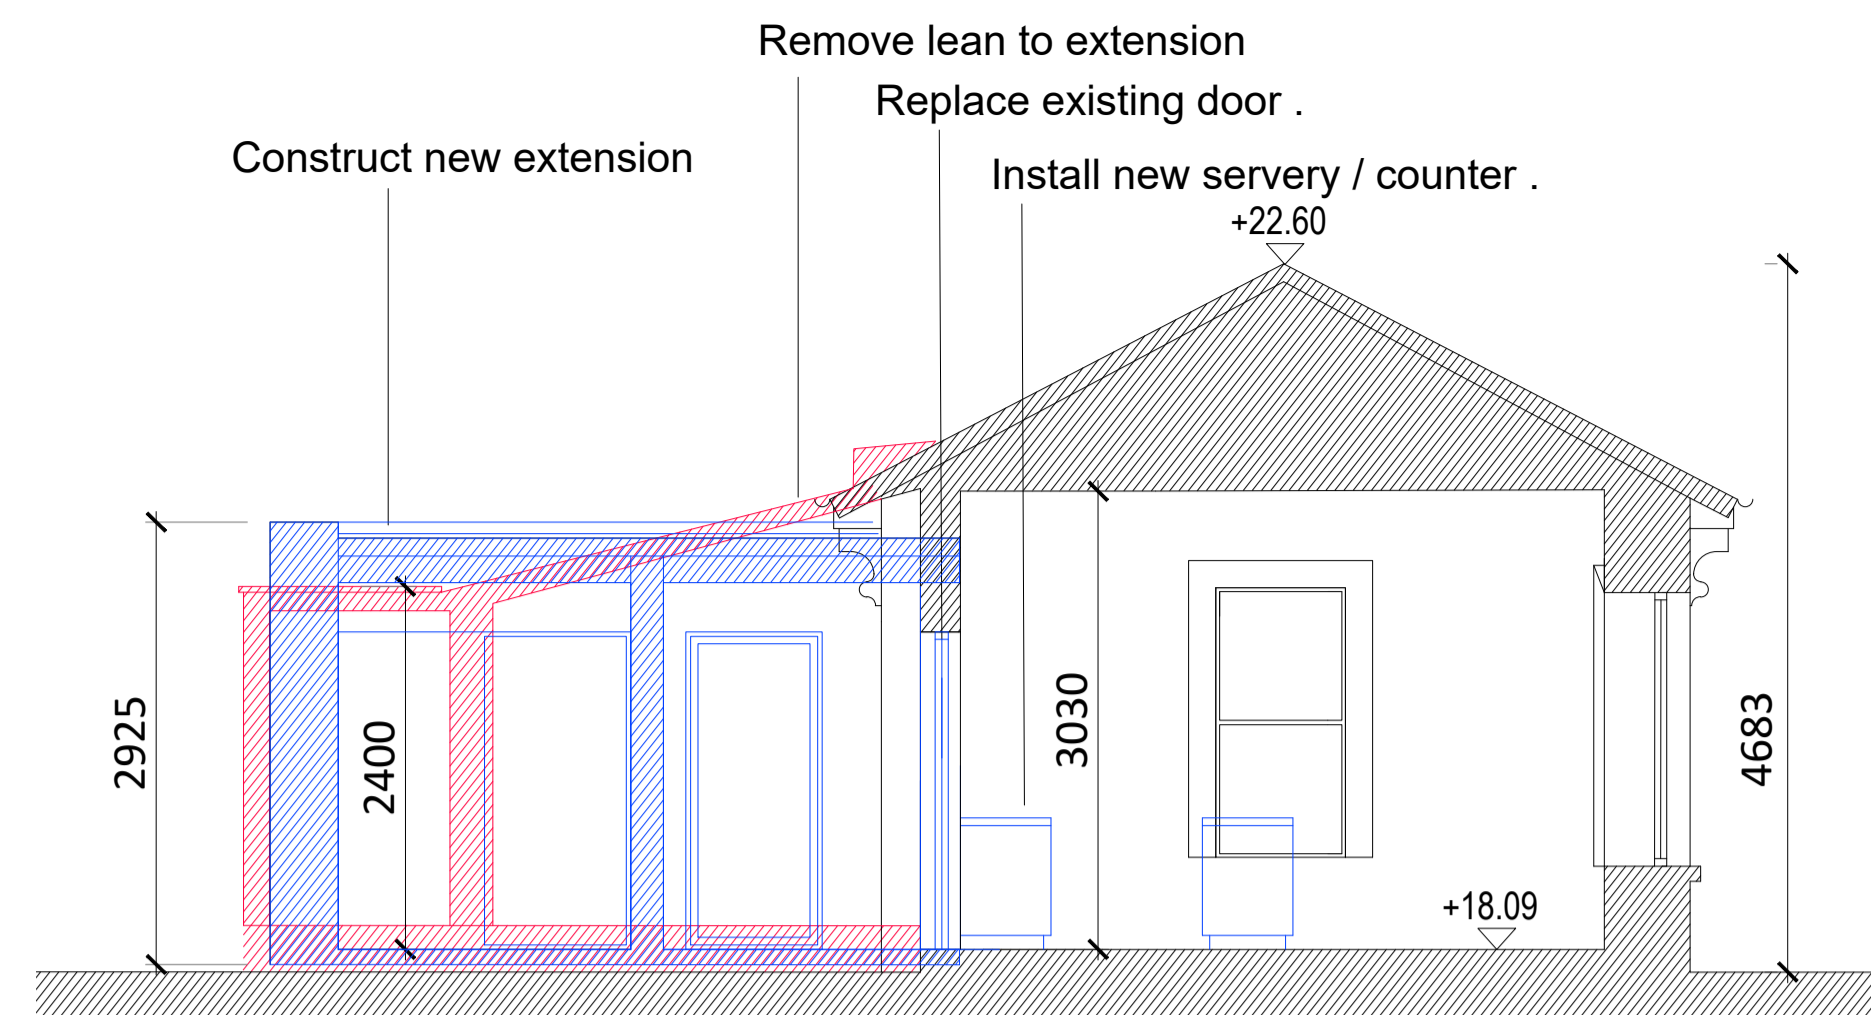 Remove lean to extension
Replace existing door .
Construct new extension
Install new servery / counter .
+22.60
2925
2400
3030
4683
+18.09